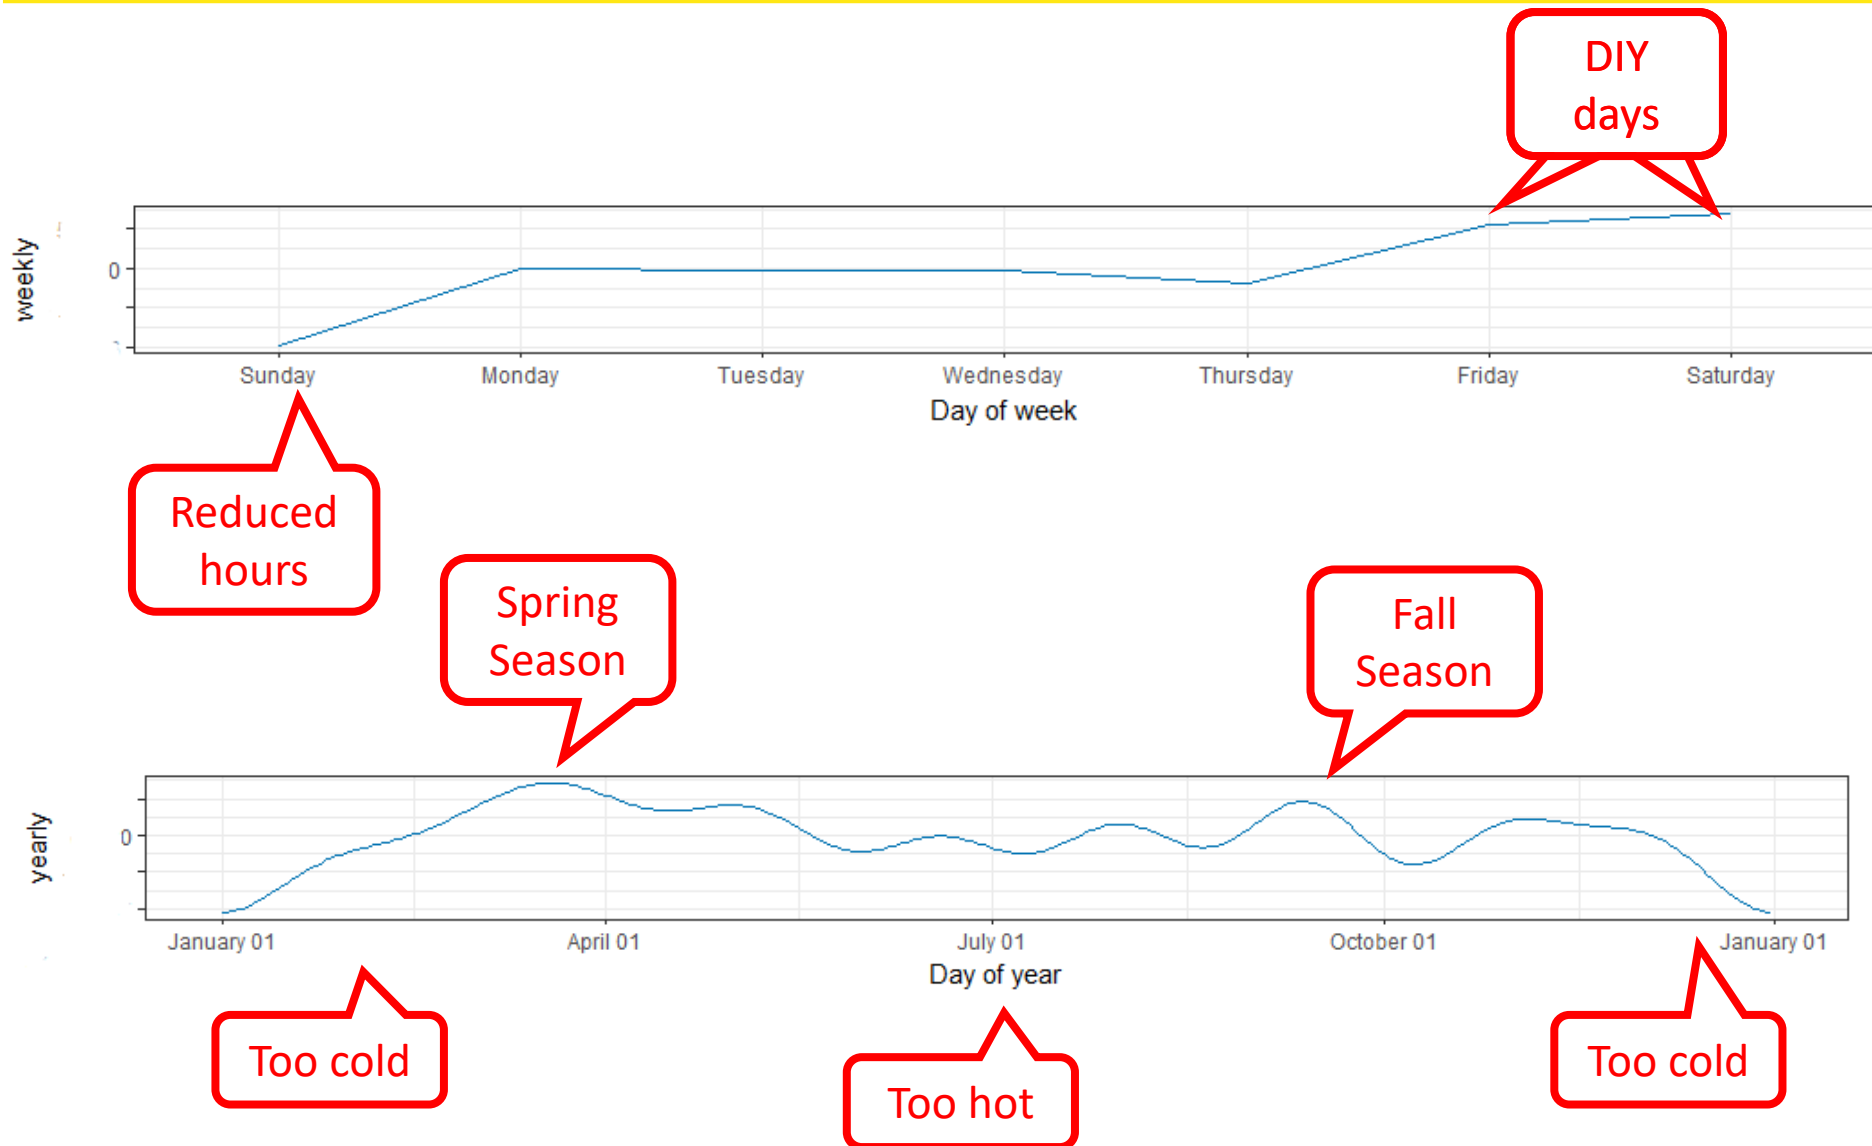 DIY
days
weekly
0
Sunday Monday Tuesday Wednesday Thursday Friday Saturday
Day of week
Reduced
hours
Spring
Season
Fall
Season
yearly
0
January 01 April 01 July 01 October 01 January 01
Day of year
Too cold
Too hot
Too cold